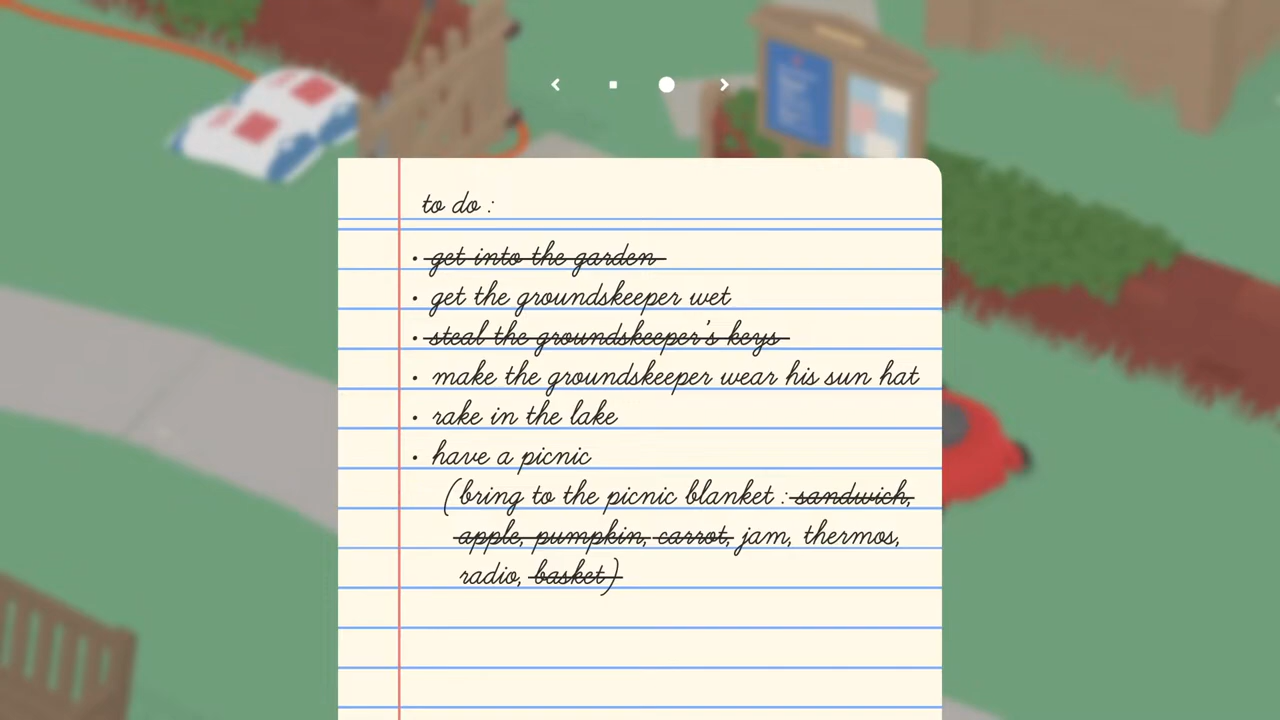 to do :
• get into the garden
• get the groundskeeper wet
• steal the groundskeeper's keys
• make the groundskeeper wear his sun hat
• rake in the lake
• have a picnic
(bring to the picnic blanket : sandwich,
apple, pumpkin, carrot, jam, thermos,
radio, basket)